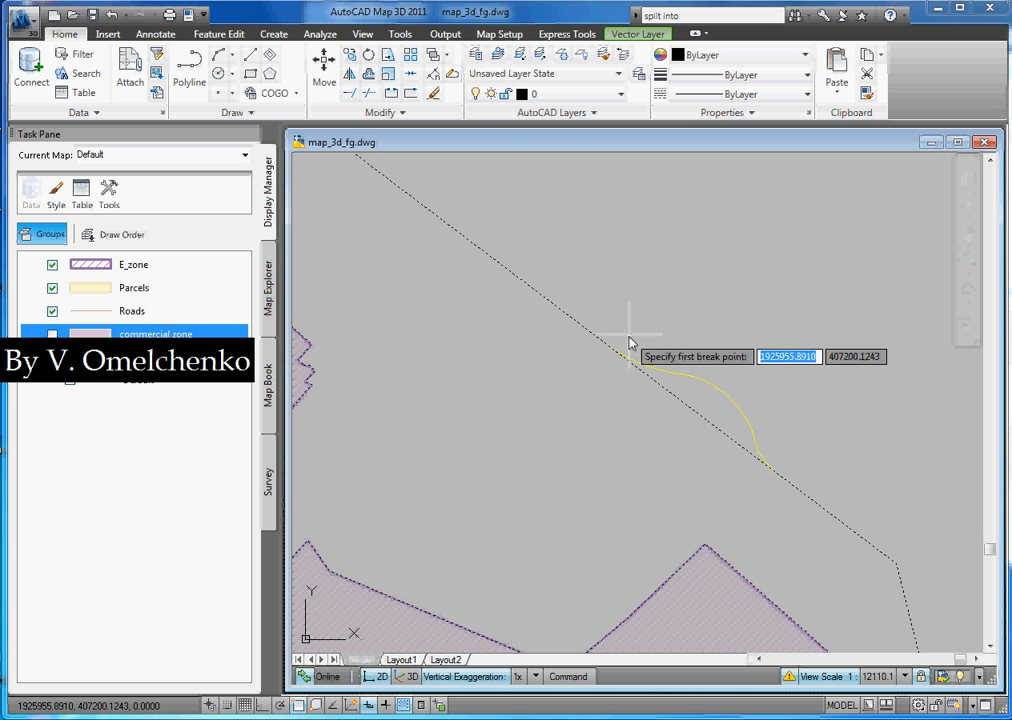 AutoCAD Map 3D 2011 map_3d_fg.dwg
split into
Home Insert Annotate Feature Edit Create Analyze View Tools Output Map Setup Express Tools Vector Layer
Connect
Filter
Search
Table
Attach
Polyline
COGO
Move
Unsaved Layer State
0
ByLayer
ByLayer
ByLayer
Paste
Data Draw Modify AutoCAD Layers Properties Clipboard
Task Pane
Current Map: Default
Data Style Table Tools
Groups Draw Order
E_zone
Parcels
Roads
commercial zone
By V. Omelchenko
Display Manager
Map Explorer
Map Book
Survey
map_3d_fg.dwg
Specify first break point: 1925955.8910 407200.1243
Y
X
Layout1 Layout2
Online 2D 3D Vertical Exaggeration: 1x Command View Scale 1: 12110.1
1925955.8910, 407200.1243, 0.0000 MODEL